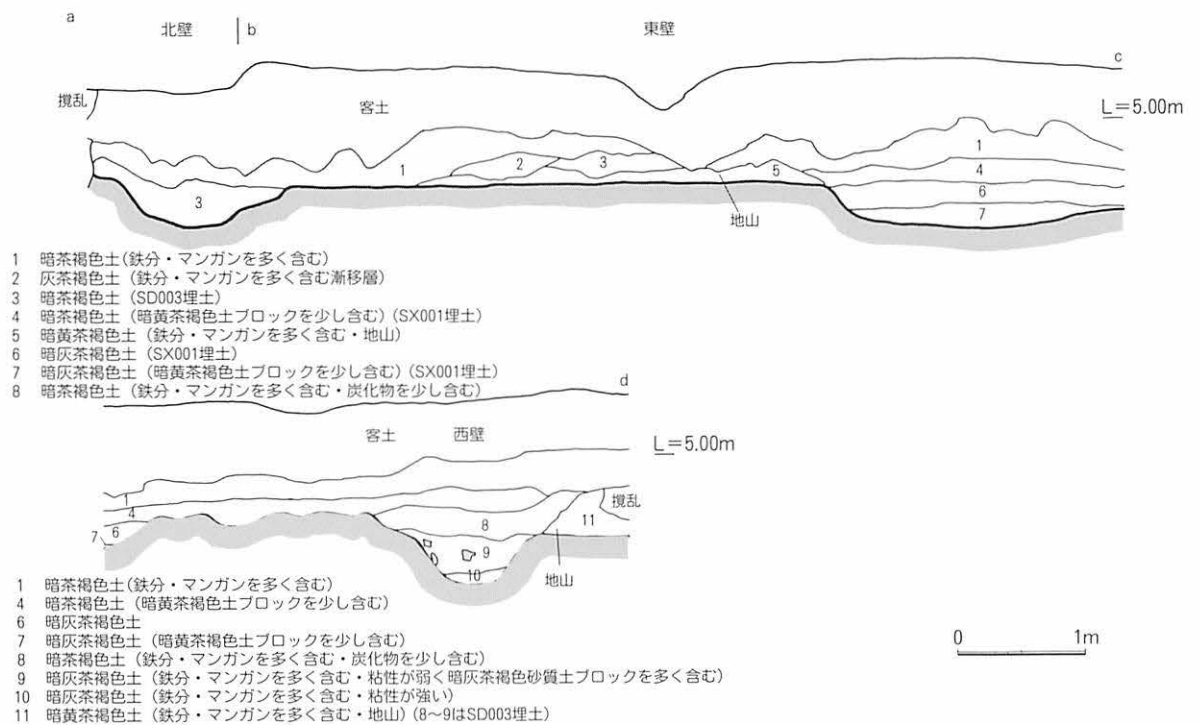 a
北壁
b
東壁
c
撹乱
客土
L=5.00m
1
1
2
3
4
5
6
3
7
地山
1 暗茶褐色土(鉄分・マンガンを多く含む)
2 灰茶褐色土(鉄分・マンガンを多く含む漸移層)
3 暗茶褐色土(SD003埋土)
4 暗茶褐色土(暗黄茶褐色土ブロックを少し含む)(SX001埋土)
5 暗黄茶褐色土(鉄分・マンガンを多く含む・地山)
6 暗灰茶褐色土(SX001埋土)
7 暗灰茶褐色土(暗黄茶褐色土ブロックを少し含む)(SX001埋土)
8 暗茶褐色土(鉄分・マンガンを多く含む・炭化物を少し含む)
d
客土
西壁
L=5.00m
1
撹乱
4
8
11
6
7
9
10
地山
1 暗茶褐色土(鉄分・マンガンを多く含む)
4 暗茶褐色土(暗黄茶褐色土ブロックを少し含む)
6 暗灰茶褐色土
7 暗灰茶褐色土(暗黄茶褐色土ブロックを少し含む)
8 暗茶褐色土(鉄分・マンガンを多く含む・炭化物を少し含む)
9 暗灰茶褐色土(鉄分・マンガンを多く含む・粘性が弱く暗灰茶褐色砂質土ブロックを多く含む)
10 暗灰茶褐色土(鉄分・マンガンを多く含む・粘性が強い)
11 暗黄茶褐色土(鉄分・マンガンを多く含む・地山)(8〜9はSD003埋土)
0 1m